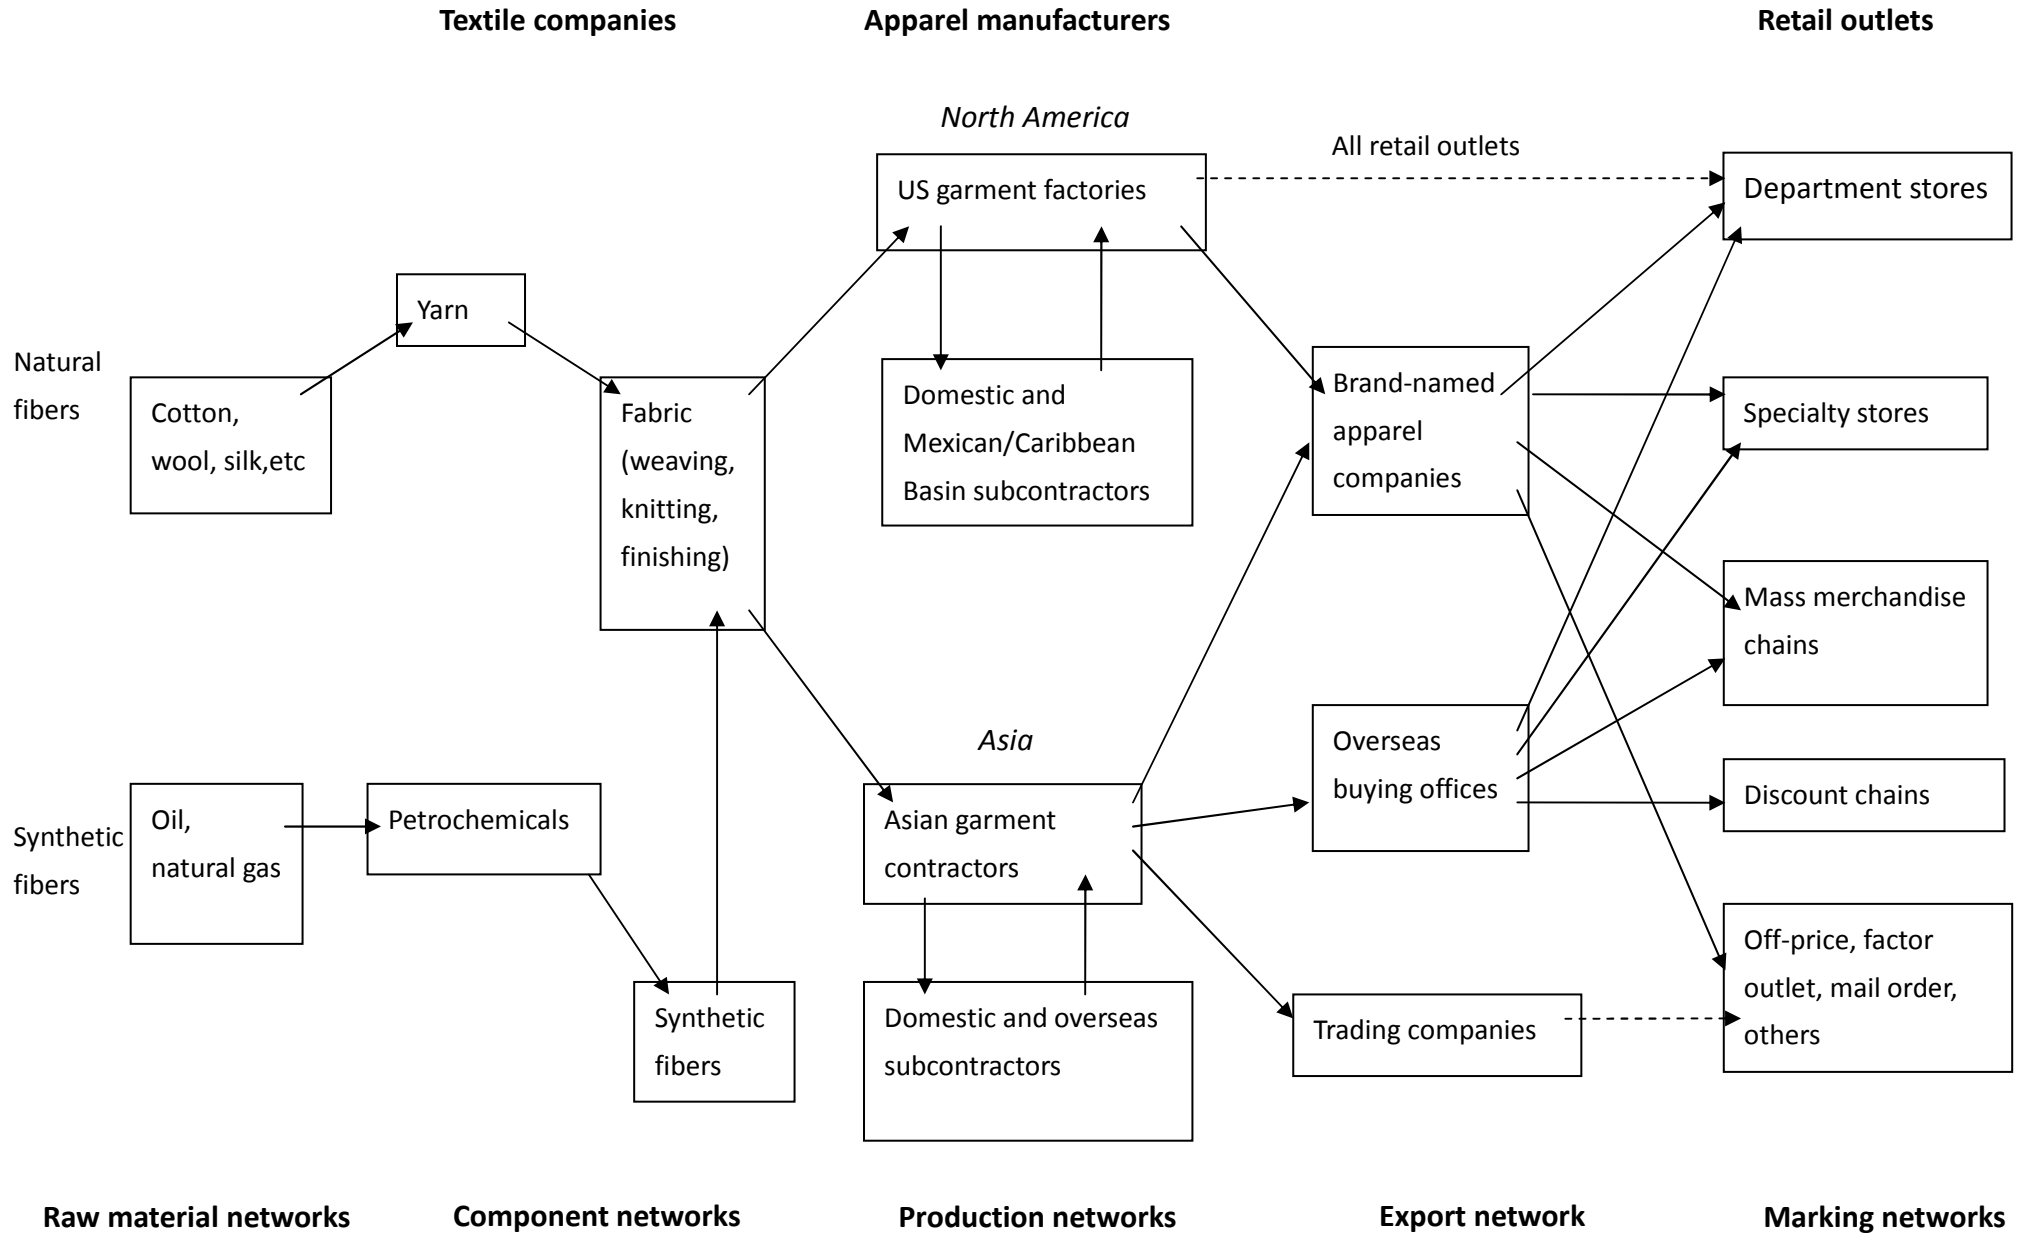 Textile companies
Apparel manufacturers
Retail outlets
North America
All retail outlets
US garment factories
Department stores
Yarn
Natural
fibers
Cotton,
wool, silk,etc
Fabric
(weaving,
knitting,
finishing)
Domestic and
Mexican/Caribbean
Basin subcontractors
Brand-named
apparel
companies
Specialty stores
Mass merchandise
chains
Asia
Overseas
buying offices
Discount chains
Synthetic
fibers
Oil,
natural gas
Petrochemicals
Asian garment
contractors
Off-price, factor
outlet, mail order,
others
Synthetic
fibers
Domestic and overseas
subcontractors
Trading companies
Raw material networks
Component networks
Production networks
Export network
Marking networks